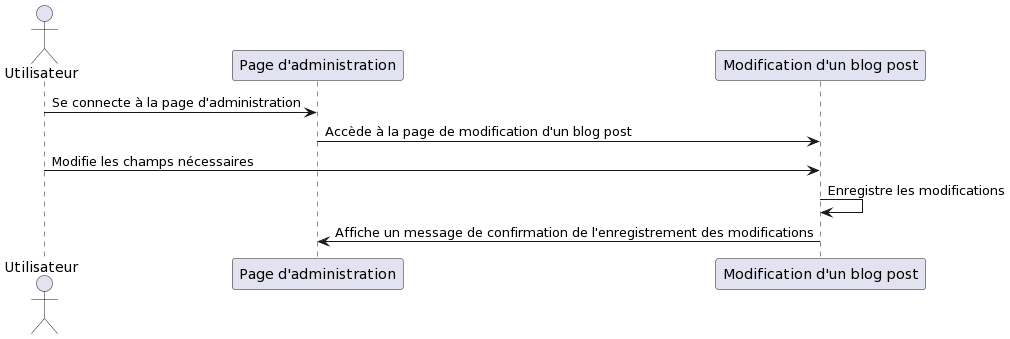 Utilisateur
Page d'administration
Modification d'un blog post
Se connecte à la page d'administration
Accède à la page de modification d'un blog post
Modifie les champs nécessaires
Enregistre les modifications
Affiche un message de confirmation de l'enregistrement des modifications
Utilisateur
Page d'administration
Modification d'un blog post